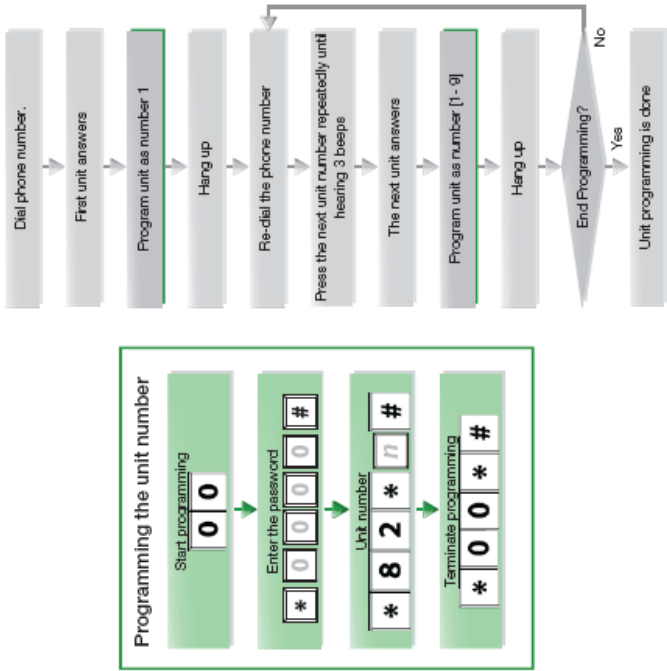 Programming the unit number
Start programming
0 0
Enter the password
* 0 0 0 0 #
Unit number
* 8 2 * n #
Terminate programming
* 0 0 * #
Dial phone number.
First unit answers
Program unit as number 1
Hang up
Re-dial the phone number
Press the next unit number repeatedly until
hearing 3 beeps
The next unit answers
Program unit as number [1- 9]
Hang up
End Programming?
No
Yes
Unit programming is done